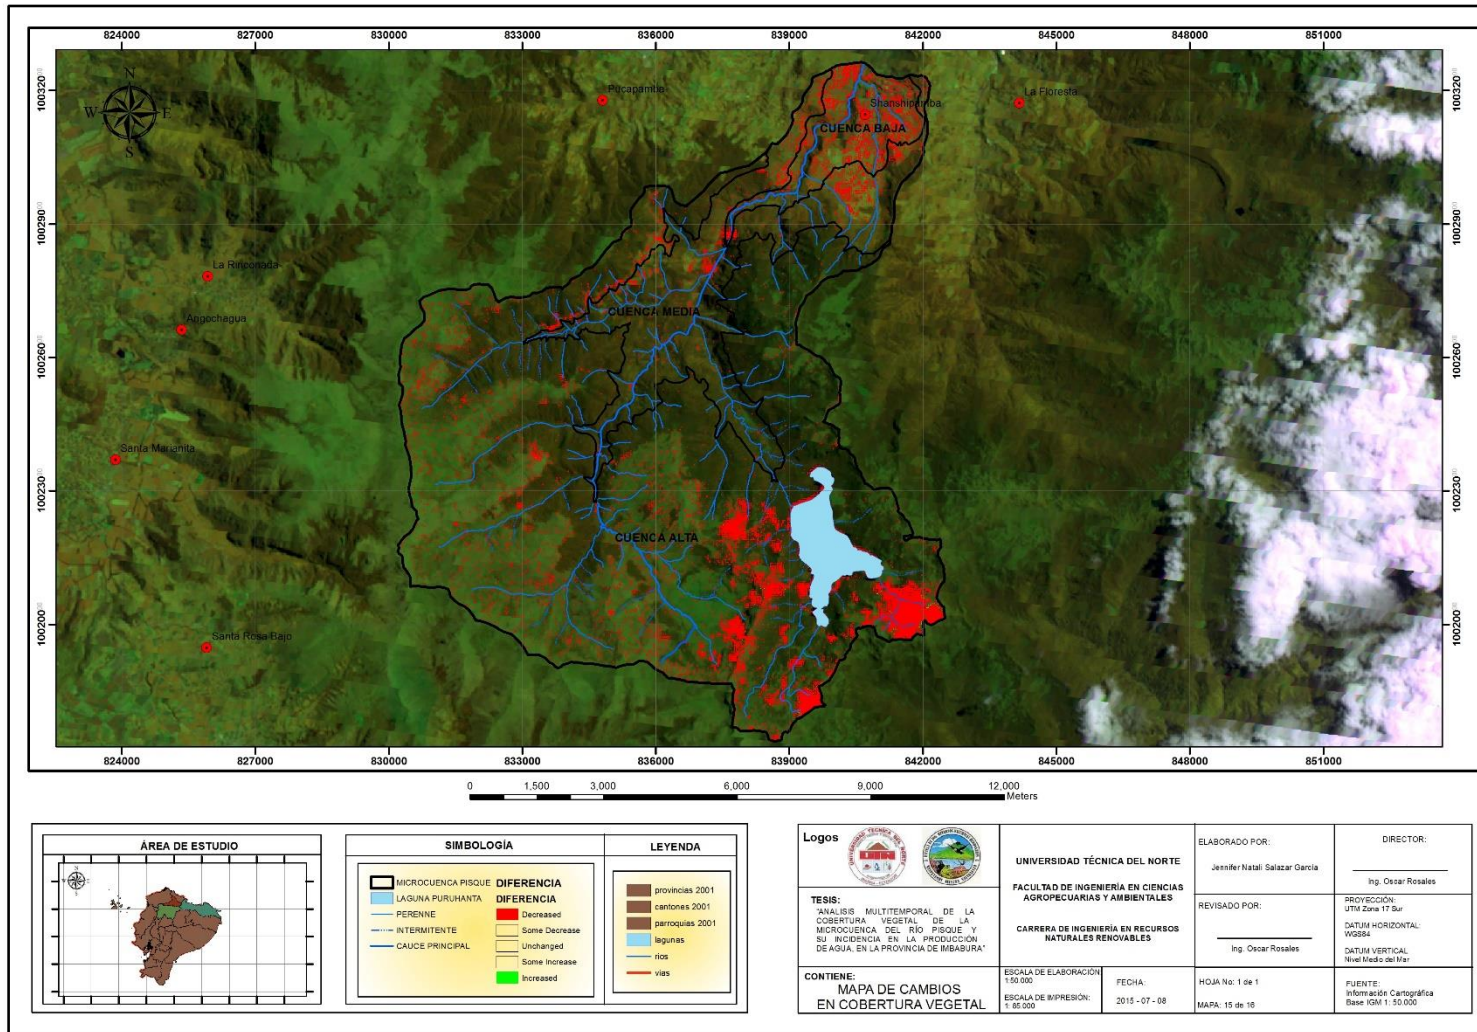 824000 827000 830000 833000 836000 839000 842000 845000 848000 851000
N
W E
S
Pucapamba
Shanshipamba
La Floresta
CUENCA BAJA
La Rinconada
Angochagua
CUENCA MEDIA
Santa Marianita
CUENCA ALTA
Santa Rosa Bajo
100320 100290 100260 100230 100200
100320 100290 100260 100230 100200
824000 827000 830000 833000 836000 839000 842000 845000 848000 851000
0 1,500 3,000 6,000 9,000 12,000
Meters
ÁREA DE ESTUDIO
SIMBOLOGÍA
MICROCUENCA PISQUE
LAGUNA PURUHANTA
PERENNE
INTERMITENTE
CAUCE PRINCIPAL
DIFERENCIA
DIFERENCIA
Decreased
Some Decrease
Unchanged
Some Increase
Increased
LEYENDA
provincias 2001
cantones 2001
parroquias 2001
lagunas
rios
vias
Logos
TESIS:
"ANALISIS MULTITEMPORAL DE LA
COBERTURA VEGETAL DE LA
MICROCUENCA DEL RÍO PISQUE Y
SU INCIDENCIA EN LA PRODUCCIÓN
DE AGUA, EN LA PROVINCIA DE IMBABURA"
UNIVERSIDAD TÉCNICA DEL NORTE
FACULTAD DE INGENIERÍA EN CIENCIAS
AGROPECUARIAS Y AMBIENTALES
CARRERA DE INGENIERÍA EN RECURSOS
NATURALES RENOVABLES
ELABORADO POR:
Jennifer Natali Salazar García
DIRECTOR:
Ing. Oscar Rosales
REVISADO POR:
Ing. Oscar Rosales
PROYECCIÓN:
UTM Zona 17 Sur
DATUM HORIZONTAL:
WGS84
DATUM VERTICAL
Nivel Medio del Mar
CONTIENE:
MAPA DE CAMBIOS
EN COBERTURA VEGETAL
ESCALA DE ELABORACIÓN:
1:50.000
ESCALA DE IMPRESIÓN:
1: 85.000
FECHA:
2015 - 07 - 08
HOJA No: 1 de 1
MAPA: 15 de 16
FUENTE:
Información Cartográfica
Base IGM 1: 50.000